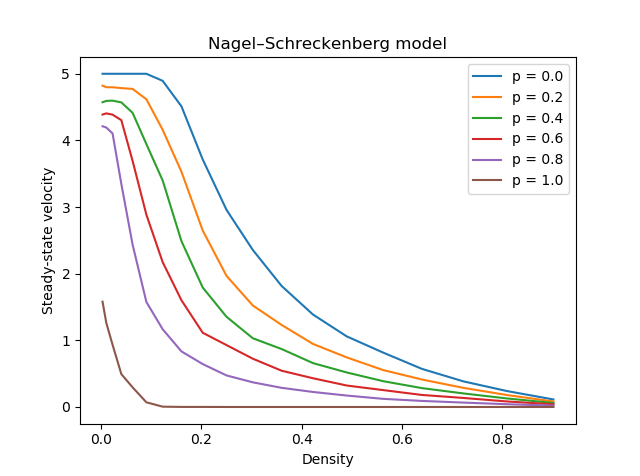 Nagel–Schreckenberg model
Steady-state velocity
5
4
3
2
1
0
p = 0.0
p = 0.2
p = 0.4
p = 0.6
p = 0.8
p = 1.0
0.0 0.2 0.4 0.6 0.8
Density